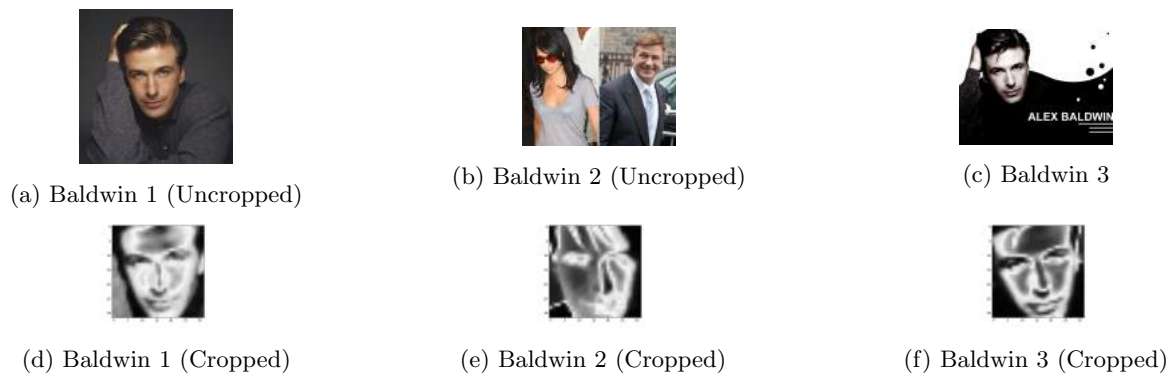 ALEX BALDWIN
(a) Baldwin 1 (Uncropped)
(b) Baldwin 2 (Uncropped)
(c) Baldwin 3
(d) Baldwin 1 (Cropped)
(e) Baldwin 2 (Cropped)
(f) Baldwin 3 (Cropped)